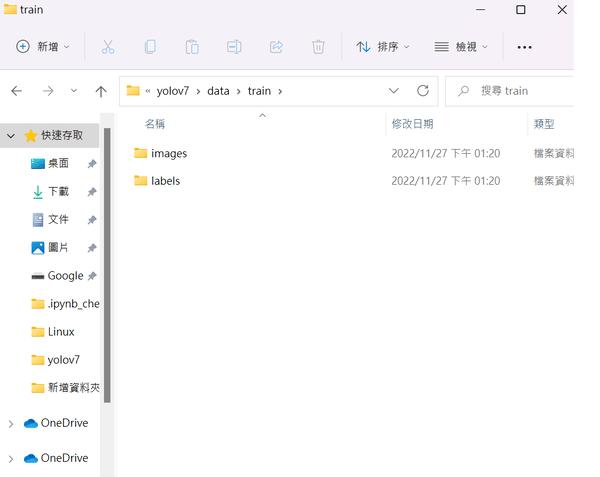 train
新增
排序
檢視
« yolov7 › data › train ›
搜尋 train
名稱 修改日期 類型
images 2022/11/27 下午 01:20 檔案資料
labels 2022/11/27 下午 01:20 檔案資料
快速存取
桌面
下載
文件
圖片
Google
.ipynb_che
Linux
yolov7
新增資料夾
OneDrive
OneDrive